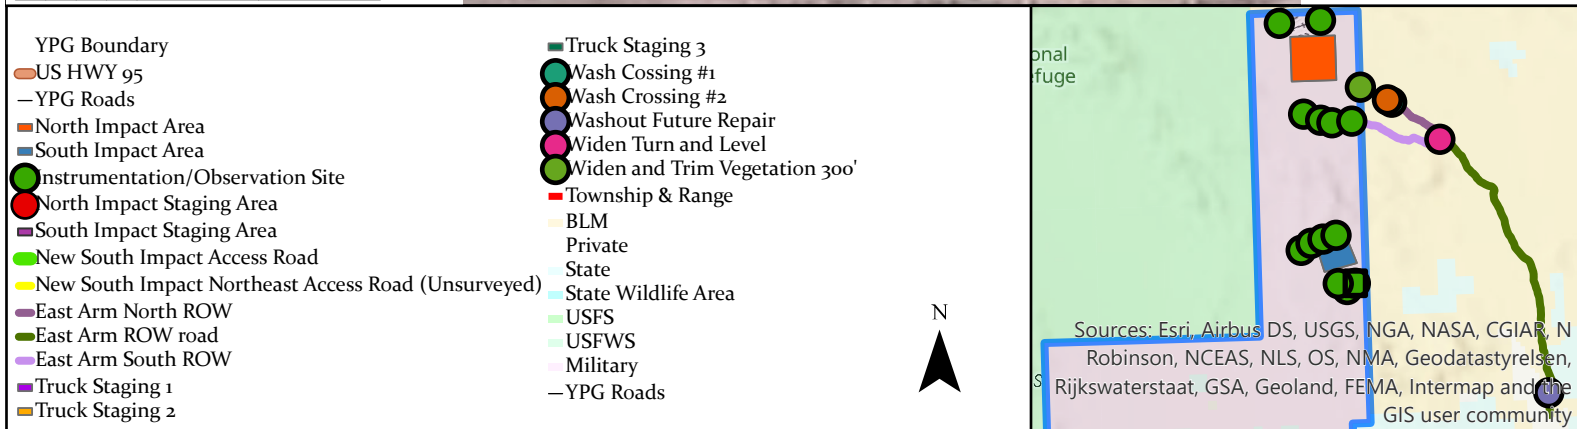 YPG Boundary
US HWY 95
YPG Roads
North Impact Area
South Impact Area
Instrumentation/Observation Site
North Impact Staging Area
South Impact Staging Area
New South Impact Access Road
New South Impact Northeast Access Road (Unsurveyed)
East Arm North ROW
East Arm ROW road
East Arm South ROW
Truck Staging 1
Truck Staging 2
Truck Staging 3
Wash Cossing #1
Wash Crossing #2
Washout Future Repair
Widen Turn and Level
Widen and Trim Vegetation 300'
Township & Range
BLM
Private
State
State Wildlife Area
USFS
USFWS
Military
YPG Roads
N
onal
efuge
Sources: Esri, Airbus DS, USGS, NGA, NASA, CGIAR, N
Robinson, NCEAS, NLS, OS, NMA, Geodatastyrelsen,
Rijkswaterstaat, GSA, Geoland, FEMA, Intermap and the
GIS user community